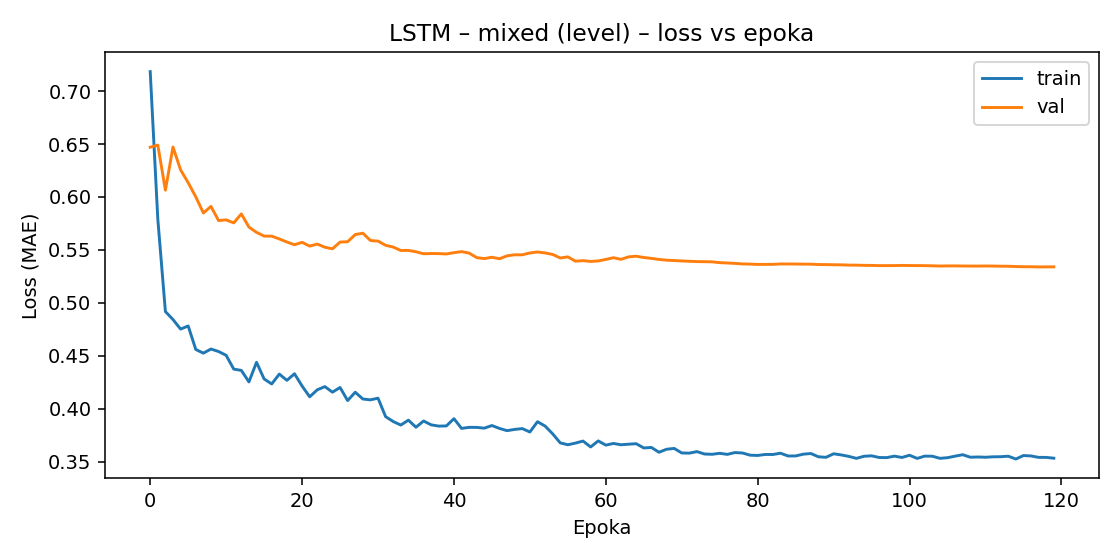 LSTM – mixed (level) – loss vs epoka
train
val
Loss (MAE)
0.70
0.65
0.60
0.55
0.50
0.45
0.40
0.35
0 20 40 60 80 100 120
Epoka